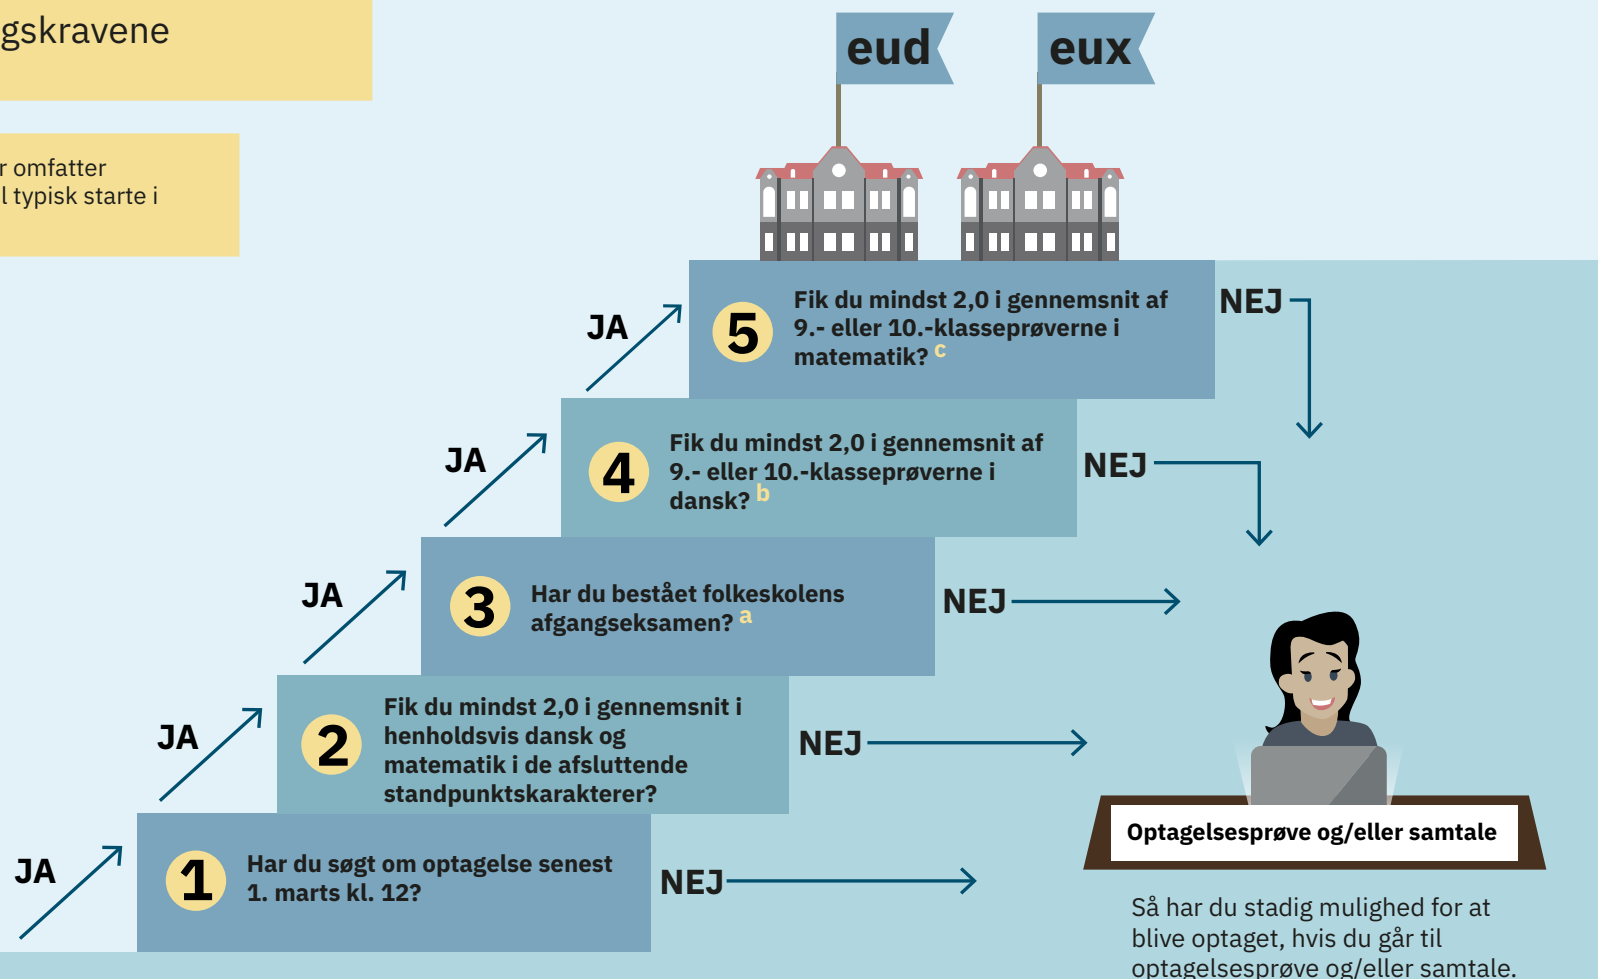 gskravene
r omfatter
l typisk starte i
eud
eux
JA
5
Fik du mindst 2,0 i gennemsnit af
9.- eller 10.-klasseprøverne i
matematik? c
NEJ
JA
4
Fik du mindst 2,0 i gennemsnit af
9.- eller 10.-klasseprøverne i
dansk? b
NEJ
JA
3
Har du bestået folkeskolens
afgangseksamen? a
NEJ
JA
2
Fik du mindst 2,0 i gennemsnit i
henholdsvis dansk og
matematik i de afsluttende
standpunktskarakterer?
NEJ
JA
1
Har du søgt om optagelse senest
1. marts kl. 12?
NEJ
Optagelsesprøve og/eller samtale
Så har du stadig mulighed for at
blive optaget, hvis du går til
optagelsesprøve og/eller samtale.